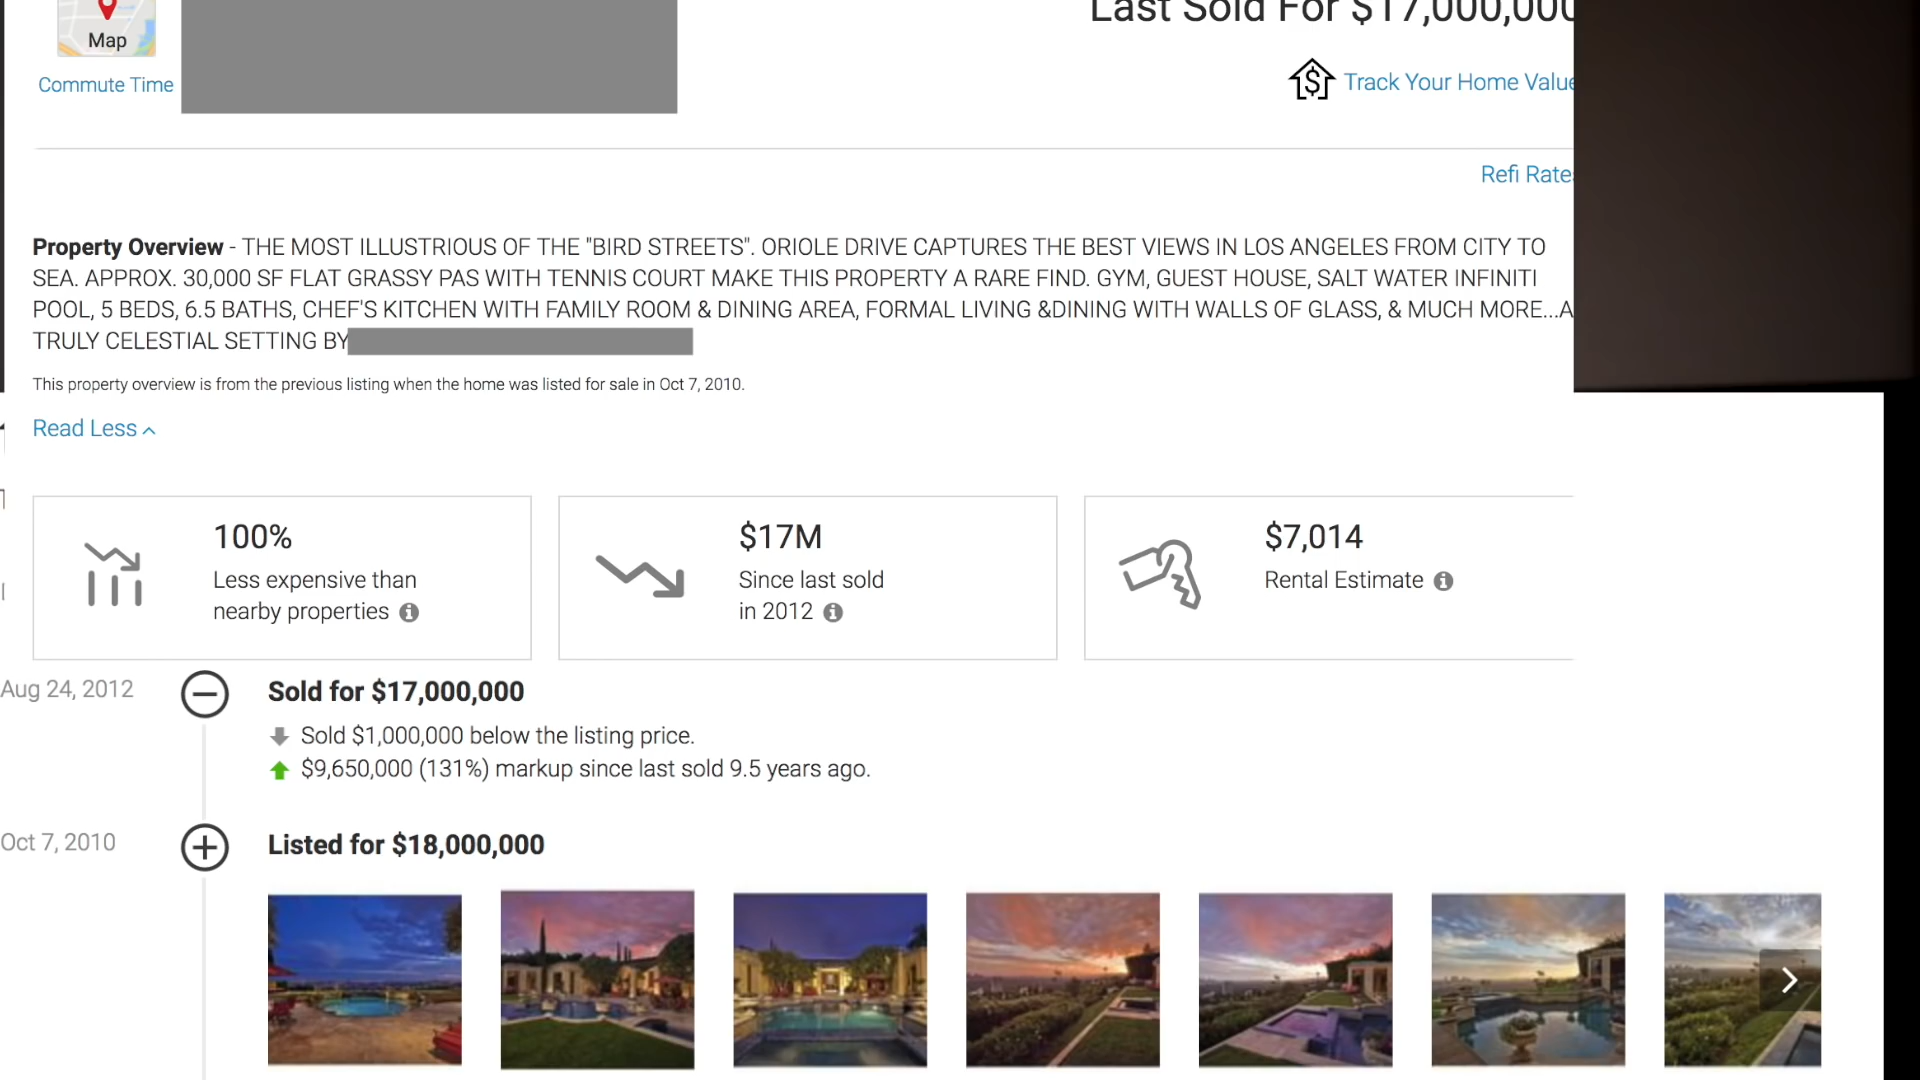 Map
Last Sold For $17,000,000
Commute Time
Track Your Home Value
Refi Rates
Property Overview - THE MOST ILLUSTRIOUS OF THE "BIRD STREETS". ORIOLE DRIVE CAPTURES THE BEST VIEWS IN LOS ANGELES FROM CITY TO
SEA. APPROX. 30,000 SF FLAT GRASSY PAS WITH TENNIS COURT MAKE THIS PROPERTY A RARE FIND. GYM, GUEST HOUSE, SALT WATER INFINITI
POOL, 5 BEDS, 6.5 BATHS, CHEF'S KITCHEN WITH FAMILY ROOM & DINING AREA, FORMAL LIVING &DINING WITH WALLS OF GLASS, & MUCH MORE...A
TRULY CELESTIAL SETTING BY
This property overview is from the previous listing when the home was listed for sale in Oct 7, 2010.
Read Less
100%
Less expensive than
nearby properties
$17M
Since last sold
in 2012
$7,014
Rental Estimate
Aug 24, 2012
Sold for $17,000,000
Sold $1,000,000 below the listing price.
$9,650,000 (131%) markup since last sold 9.5 years ago.
Oct 7, 2010
Listed for $18,000,000